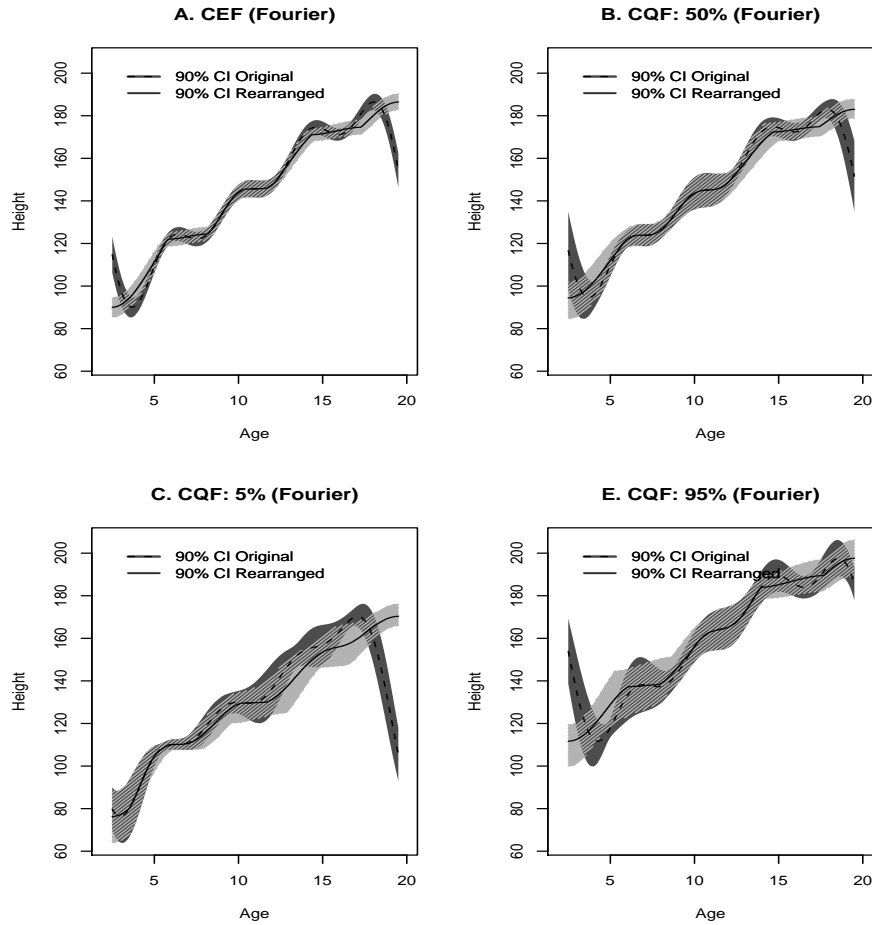 A. CEF (Fourier)
90% CI Original
90% CI Rearranged
Height
60
80
100
120
140
160
180
200
5
10
15
20
Age
B. CQF: 50% (Fourier)
90% CI Original
90% CI Rearranged
Height
60
80
100
120
140
160
180
200
5
10
15
20
Age
C. CQF: 5% (Fourier)
90% CI Original
90% CI Rearranged
Height
60
80
100
120
140
160
180
200
5
10
15
20
Age
E. CQF: 95% (Fourier)
90% CI Original
90% CI Rearranged
Height
60
80
100
120
140
160
180
200
5
10
15
20
Age